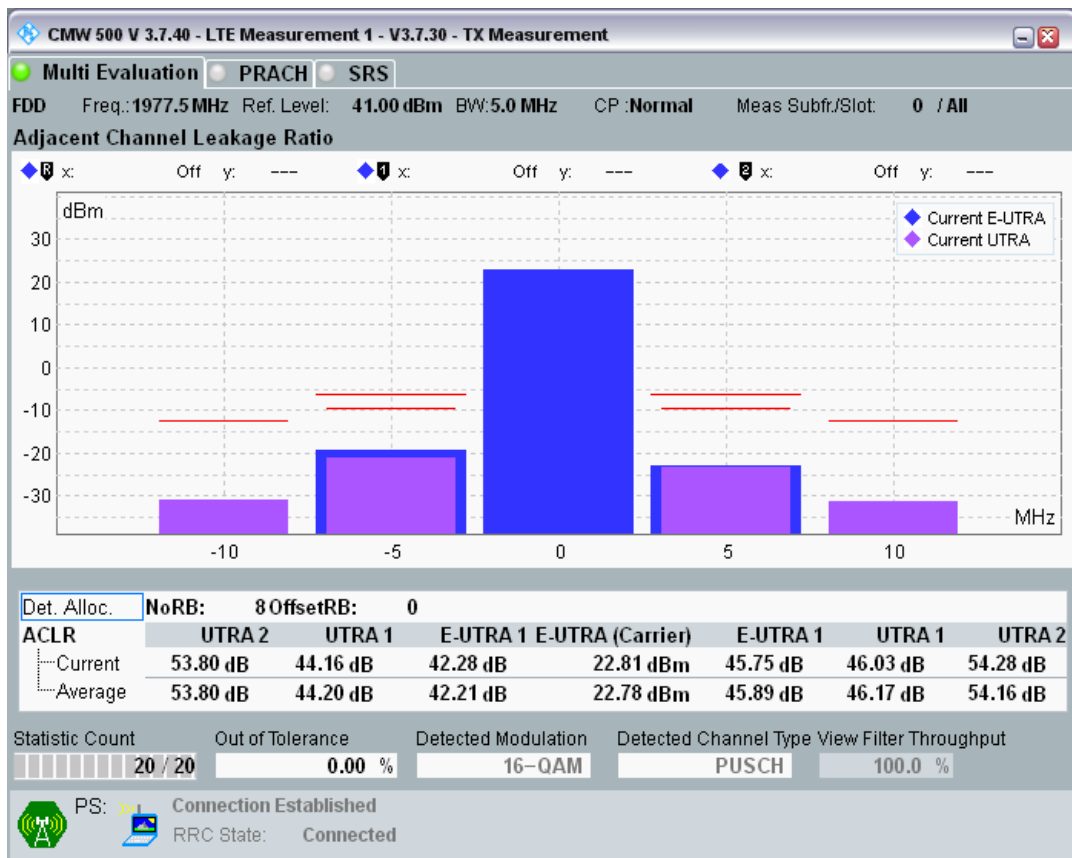 CMW 500 V 3.7.40 - LTE Measurement 1 - V3.7.30 - TX Measurement
Multi Evaluation PRACH SRS
FDD Freq.: 1977.5 MHz Ref. Level: 41.00 dBm BW: 5.0 MHz CP : Normal Meas Subfr./Slot: 0 / All
Adjacent Channel Leakage Ratio
R x: Off y: --- 1 x: Off y: --- 2 x: Off y: ---
dBm
Current E-UTRA
Current UTRA
30
20
10
0
-10
-20
-30
MHz
-10 -5 0 5 10
Det. Alloc. NoRB: 8 OffsetRB: 0
ACLR UTRA 2 UTRA 1 E-UTRA 1 E-UTRA (Carrier) E-UTRA 1 UTRA 1 UTRA 2
Current 53.80 dB 44.16 dB 42.28 dB 22.81 dBm 45.75 dB 46.03 dB 54.28 dB
Average 53.80 dB 44.20 dB 42.21 dB 22.78 dBm 45.89 dB 46.17 dB 54.16 dB
Statistic Count Out of Tolerance Detected Modulation Detected Channel Type View Filter Throughput
20 / 20 0.00 % 16-QAM PUSCH 100.0 %
PS: Connection Established
RRC State: Connected